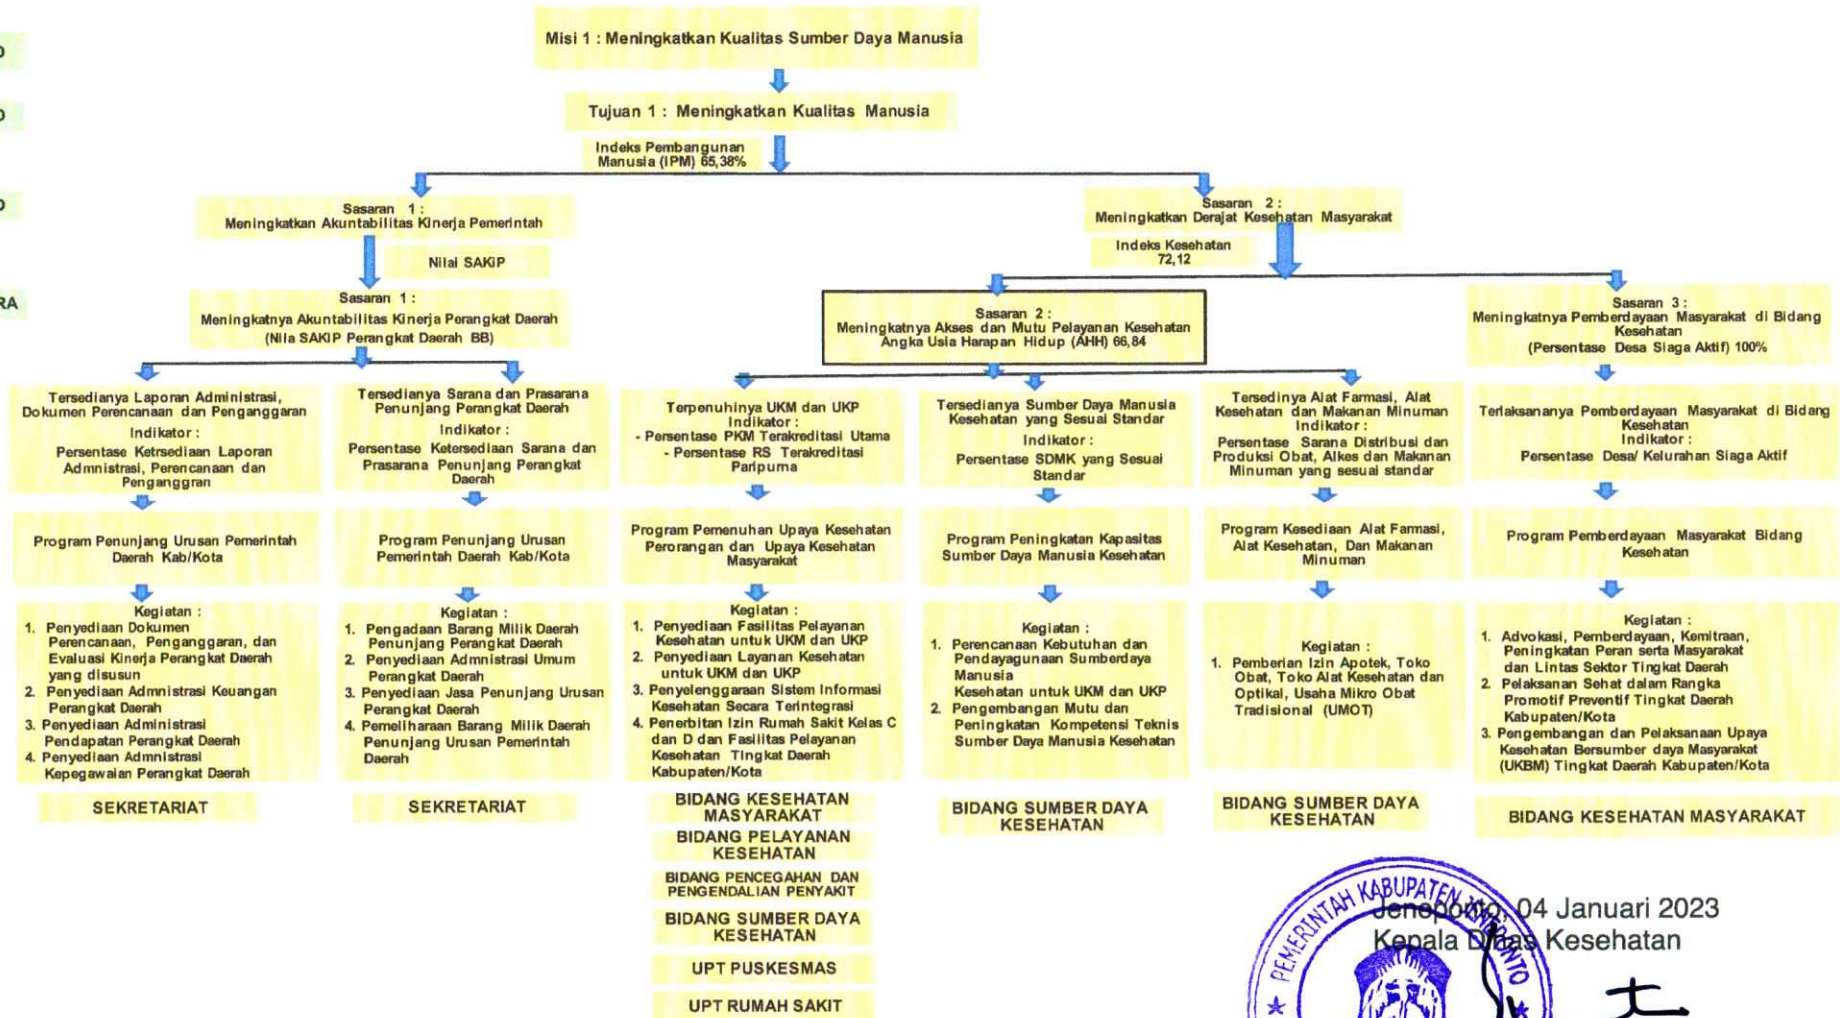 Misi 1 : Meningkatkan Kualitas Sumber Daya Manusia
Tujuan 1 : Meningkatkan Kualitas Manusia
Indeks Pembangunan
Manusia (IPM) 65,38%
Sasaran 1 :
Meningkatkan Akuntabilitas Kinerja Pemerintah
Nilai SAKiP
Sasaran 2 :
Meningkatkan Derajat Kesehatan Masyarakat
Indeks Kesehatan
72,12
RA
Sasaran 1 :
Meningkatnya Akuntabilitas Kinerja Perangkat Daerah
(Nila SAKIP Perangkat Daerah BB)
Sasaran 2 :
Meningkatnya Akses dan Mutu Pelayanan Kesehatan
Angka Usia Harapan Hidup (AHH) 66,84
Sasaran 3 :
Meningkatnya Pemberdayaan Masyarakat di Bidang
Kesehatan
(Persentase Desa Siaga Aktif) 100%
Tersedianya Laporan Administrasi,
Dokumen Perencanaan dan Penganggaran
Indikator :
Persentase Ketrsediaan Laporan
Admnistrasi, Perencanaan dan
Penganggran
Tersedianya Sarana dan Prasarana
Penunjang Perangkat Daerah
Indikator :
Persentase Ketersediaan Sarana dan
Prasarana Penunjang Perangkat
Daerah
Terpenuhinya UKM dan UKP
Indikator :
- Persentase PKM Terakreditasi Utama
- Persentase RS Terakreditasi
Paripurna
Tersedianya Sumber Daya Manusia
Kesehatan yang Sesuai Standar
Indikator :
Persentase SDMK yang Sesuai
Standar
Tersedinya Alat Farmasi, Alat
Kesehatan dan Makanan Minuman
Indikator :
Persentase Sarana Distribusi dan
Produksi Obat, Alkes dan Makanan
Minuman yang sesuai standar
Terlaksananya Pemberdayaan Masyarakat di Bidang
Kesehatan
Indikator :
Persentase Desa/ Kelurahan Siaga Aktif
Program Penunjang Urusan Pemerintah
Daerah Kab/Kota
Program Penunjang Urusan
Pemerintah Daerah Kab/Kota
Program Pemenuhan Upaya Kesehatan
Perorangan dan Upaya Kesehatan
Masyarakat
Program Peningkatan Kapasitas
Sumber Daya Manusia Kesehatan
Program Kesediaan Alat Farmasi,
Alat Kesehatan, Dan Makanan
Minuman
Program Pemberdayaan Masyarakat Bidang
Kesehatan
Kegiatan :
1. Penyediaan Dokumen
Perencanaan, Penganggaran, dan
Evaluasi Kinerja Perangkat Daerah
yang disusun
2. Penyediaan Admnistrasi Keuangan
Perangkat Daerah
3. Penyediaan Administrasi
Pendapatan Perangkat Daerah
4. Penyediaan Admnistrasi
Kepegawaian Perangkat Daerah
SEKRETARIAT
Kegiatan :
1. Pengadaan Barang Milik Daerah
Penunjang Perangkat Daerah
2. Penyediaan Admnistrasi Umum
Perangkat Daerah
3. Penyediaan Jasa Penunjang Urusan
Perangkat Daerah
4. Pemeliharaan Barang Milik Daerah
Penunjang Urusan Pemerintah
Daerah
SEKRETARIAT
Kegiatan :
1. Penyediaan Fasilitas Pelayanan
Kesehatan untuk UKM dan UKP
2. Penyediaan Layanan Kesehatan
untuk UKM dan UKP
3. Penyelenggaraan Sistem Informasi
Kesehatan Secara Terintegrasi
4. Penerbitan Izin Rumah Sakit Kelas C
dan D dan Fasilitas Pelayanan
Kesehatan Tingkat Daerah
Kabupaten/Kota
BIDANG KESEHATAN
MASYARAKAT
BIDANG PELAYANAN
KESEHATAN
BIDANG PENCEGAHAN DAN
PENGENDALIAN PENYAKIT
BIDANG SUMBER DAYA
KESEHATAN
UPT PUSKESMAS
UPT RUMAH SAKIT
Kegiatan :
1. Perencanaan Kebutuhan dan
Pendayagunaan Sumberdaya
Manusia
Kesehatan untuk UKM dan UKP
2. Pengembangan Mutu dan
Peningkatan Kompetensi Teknis
Sumber Daya Manusia Kesehatan
BIDANG SUMBER DAYA
KESEHATAN
Kegiatan :
1. Pemberian Izin Apotek, Toko
Obat, Toko Alat Kesehatan dan
Optikal, Usaha Mikro Obat
Tradisional (UMOT)
BIDANG SUMBER DAYA
KESEHATAN
Kegiatan :
1. Advokasi, Pemberdayaan, Kemitraan,
Peningkatan Peran serta Masyarakat
dan Lintas Sektor Tingkat Daerah
2. Pelaksanan Sehat dalam Rangka
Promotif Preventif Tingkat Daerah
Kabupaten/Kota
3. Pengembangan dan Pelaksanaan Upaya
Kesehatan Bersumber daya Masyarakat
(UKBM) Tingkat Daerah Kabupaten/Kota
BIDANG KESEHATAN MASYARAKAT
Jeneponto, 04 Januari 2023
Kepala Dinas Kesehatan
PEMERINTAH KABUPATEN JENEPONTO